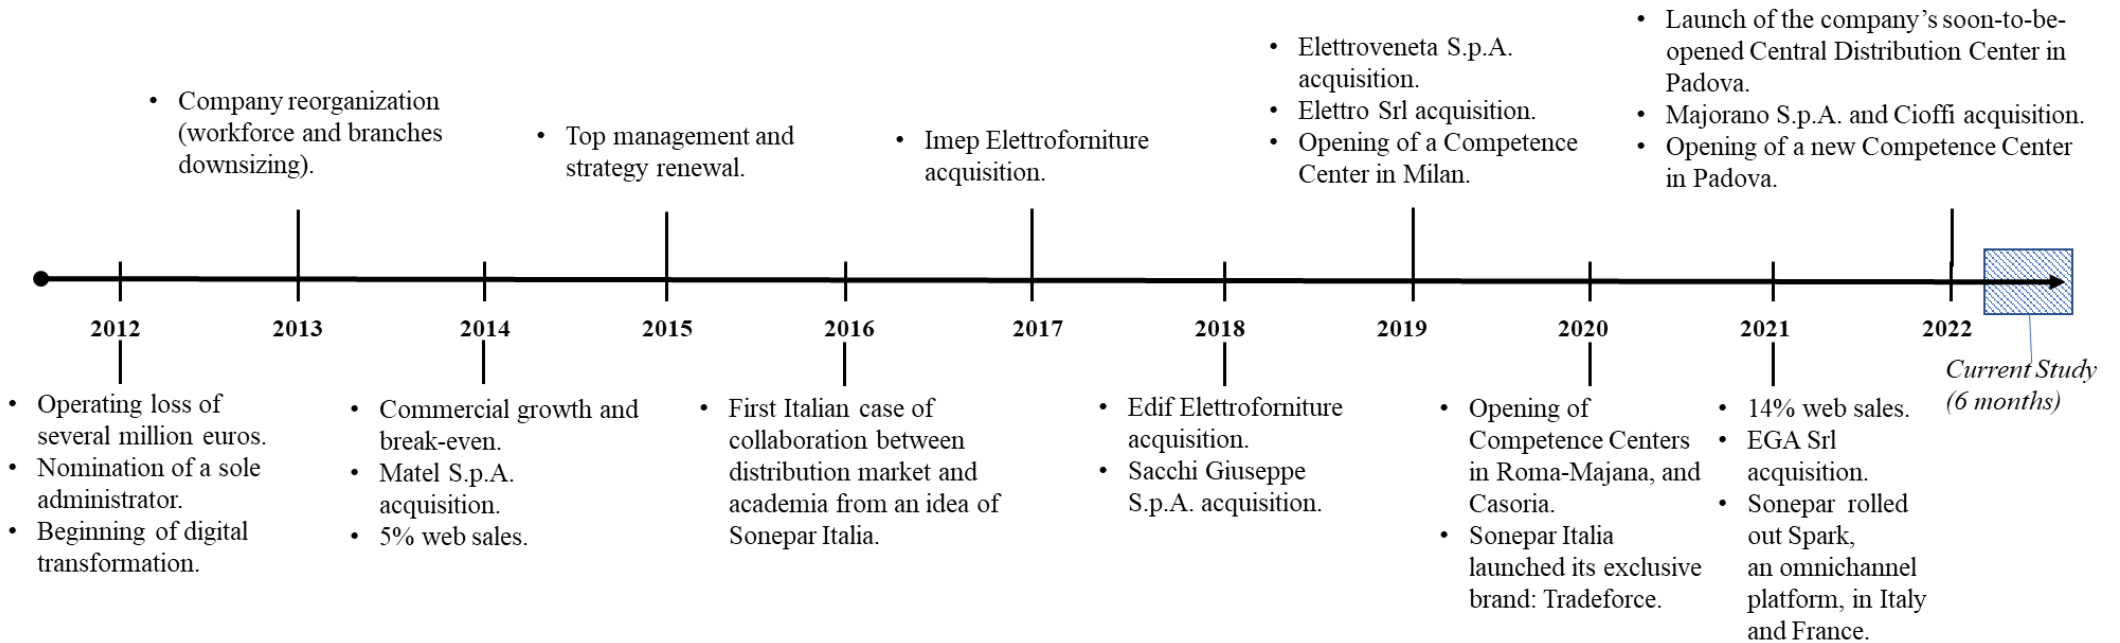 • Company reorganization
(workforce and branches
downsizing).
• Top management and
strategy renewal.
• Imep Elettroforniture
acquisition.
• Elettroveneta S.p.A.
acquisition.
• Elettro Srl acquisition.
• Opening of a Competence
Center in Milan.
• Launch of the company's soon-to-be-
opened Central Distribution Center in
Padova.
• Majorano S.p.A. and Cioffi acquisition.
• Opening of a new Competence Center
in Padova.
2012 2013 2014 2015 2016 2017 2018 2019 2020 2021 2022
• Operating loss of
several million euros.
• Nomination of a sole
administrator.
• Beginning of digital
transformation.
• Commercial growth and
break-even.
• Matel S.p.A.
acquisition.
• 5% web sales.
• First Italian case of
collaboration between
distribution market and
academia from an idea of
Sonepar Italia.
• Edif Elettroforniture
acquisition.
• Sacchi Giuseppe
S.p.A. acquisition.
• Opening of
Competence Centers
in Roma-Majana, and
Casoria.
• Sonepar Italia
launched its exclusive
brand: Tradeforce.
• 14% web sales.
• EGA Srl
acquisition.
• Sonepar rolled
out Spark,
an omnichannel
platform, in Italy
and France.
Current Study
(6 months)